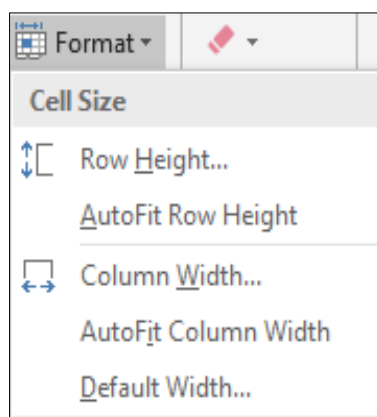 Format
Cell Size
Row Height...
AutoFit Row Height
Column Width...
AutoFit Column Width
Default Width...